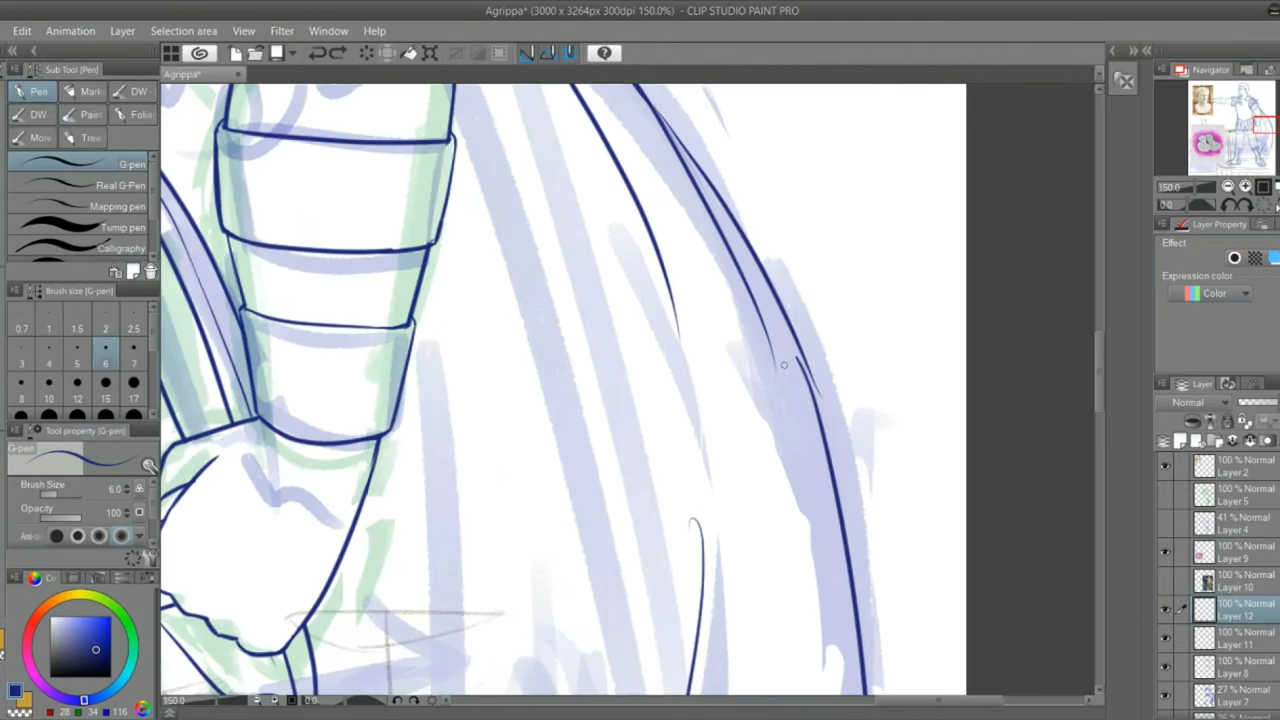 Agrippa* (3000 x 3264px 300dpi 150.0%) - CLIP STUDIO PAINT PRO
Edit Animation Layer Selection area View Filter Window Help
Sub Tool [Pen]
Agrippa*
Navigator
Pen Mark DW
DW Paint Folia
More Tree
G-pen
Real G-Pen
Mapping pen
Turnip pen
Calligraphy
150.0
0.0
Layer Property
Effect
Expression color
Color
Brush size [G-pen]
0.7 1 1.5 2 2.5
3 4 5 6 7
8 10 12 15 17
Tool property [G-pen]
G-pen
Brush Size 6.0
Opacity 100
Anti-
Co
Layer
Normal
100 % Normal
Layer 2
100 % Normal
Layer 5
41 % Normal
Layer 4
100 % Normal
Layer 9
100 % Normal
Layer 10
100 % Normal
Layer 12
100 % Normal
Layer 11
100 % Normal
Layer 8
27 % Normal
Layer 7
150.0 0.0
28 34 116